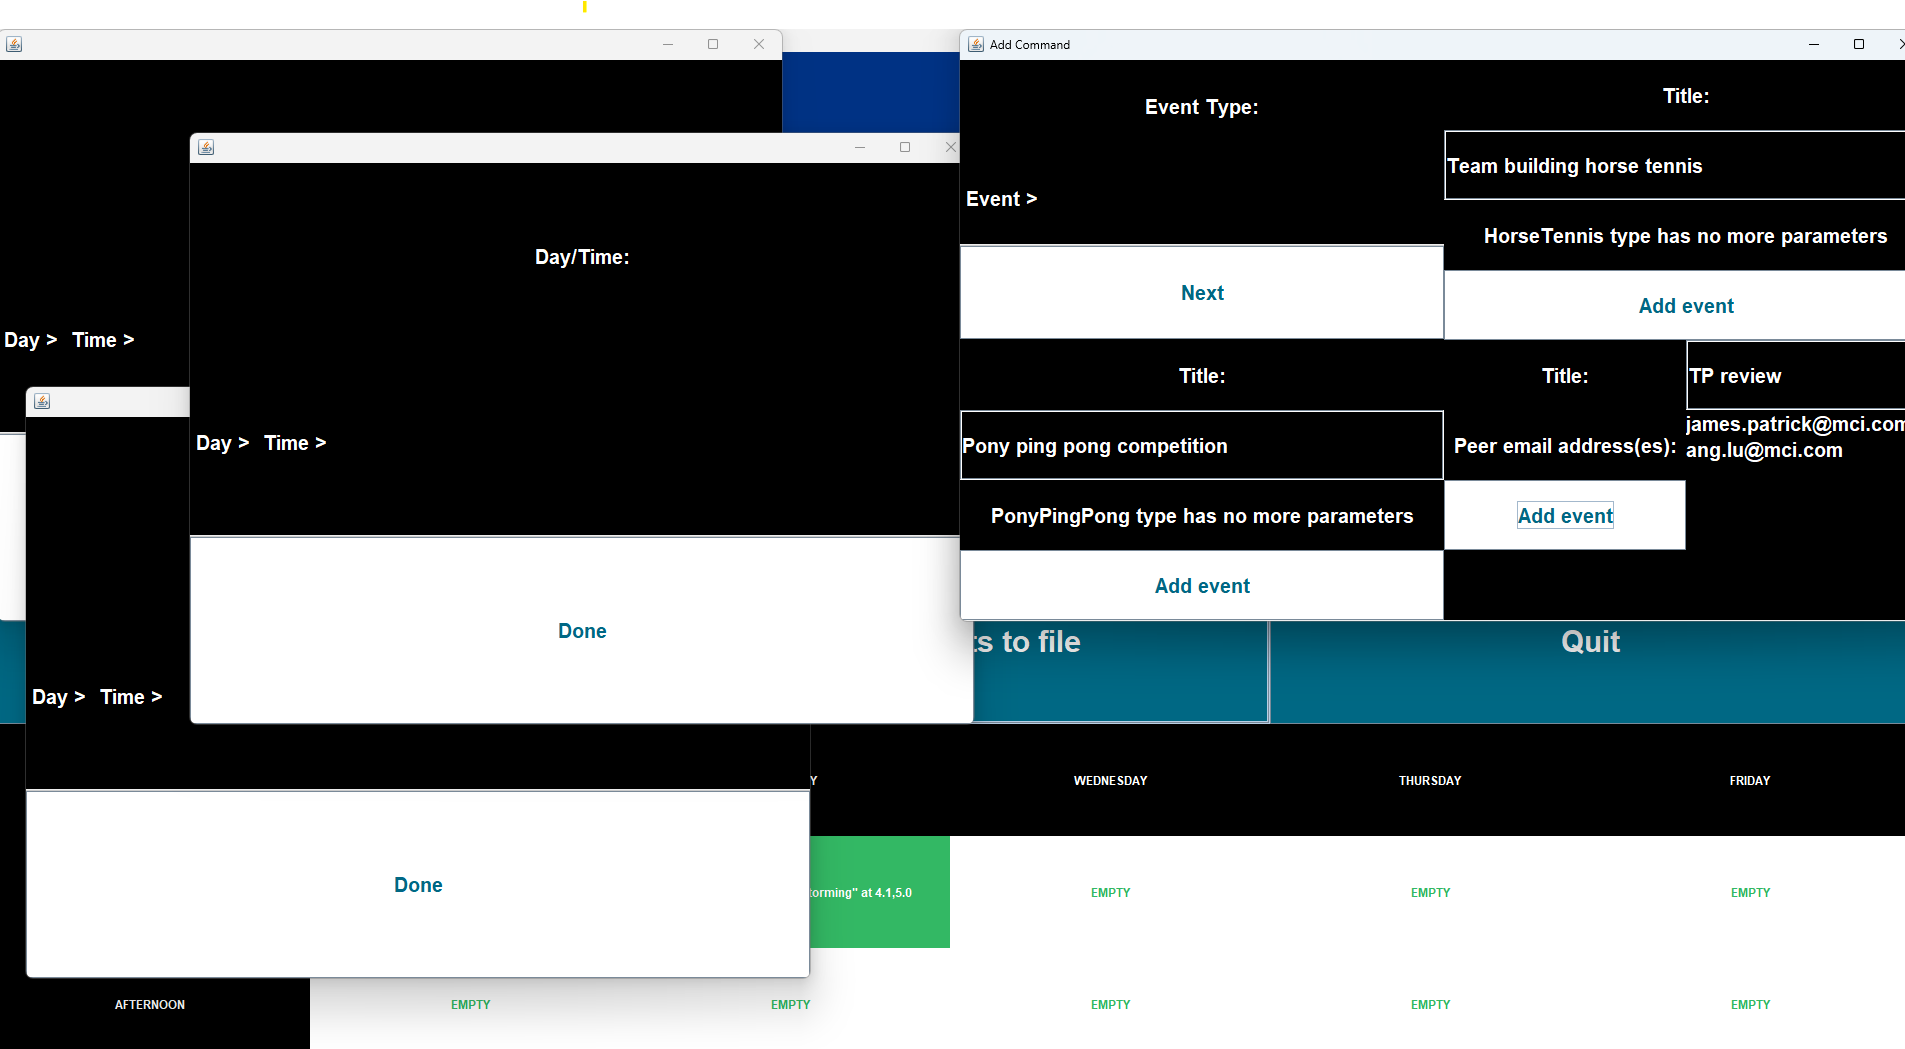 Add Command
Event Type:
Title:
Team building horse tennis
Event >
HorseTennis type has no more parameters
Next
Add event
Title:
Pony ping pong competition
PonyPingPong type has no more parameters
Add event
Title:
TP review
Peer email address(es):
james.patrick@mci.com
ang.lu@mci.com
Add event
Day > Time >
Day/Time:
Day > Time >
Done
Day > Time >
Done
ts to file
Quit
Y
WEDNESDAY
THURSDAY
FRIDAY
torming" at 4.1,5.0
EMPTY
EMPTY
EMPTY
AFTERNOON
EMPTY
EMPTY
EMPTY
EMPTY
EMPTY